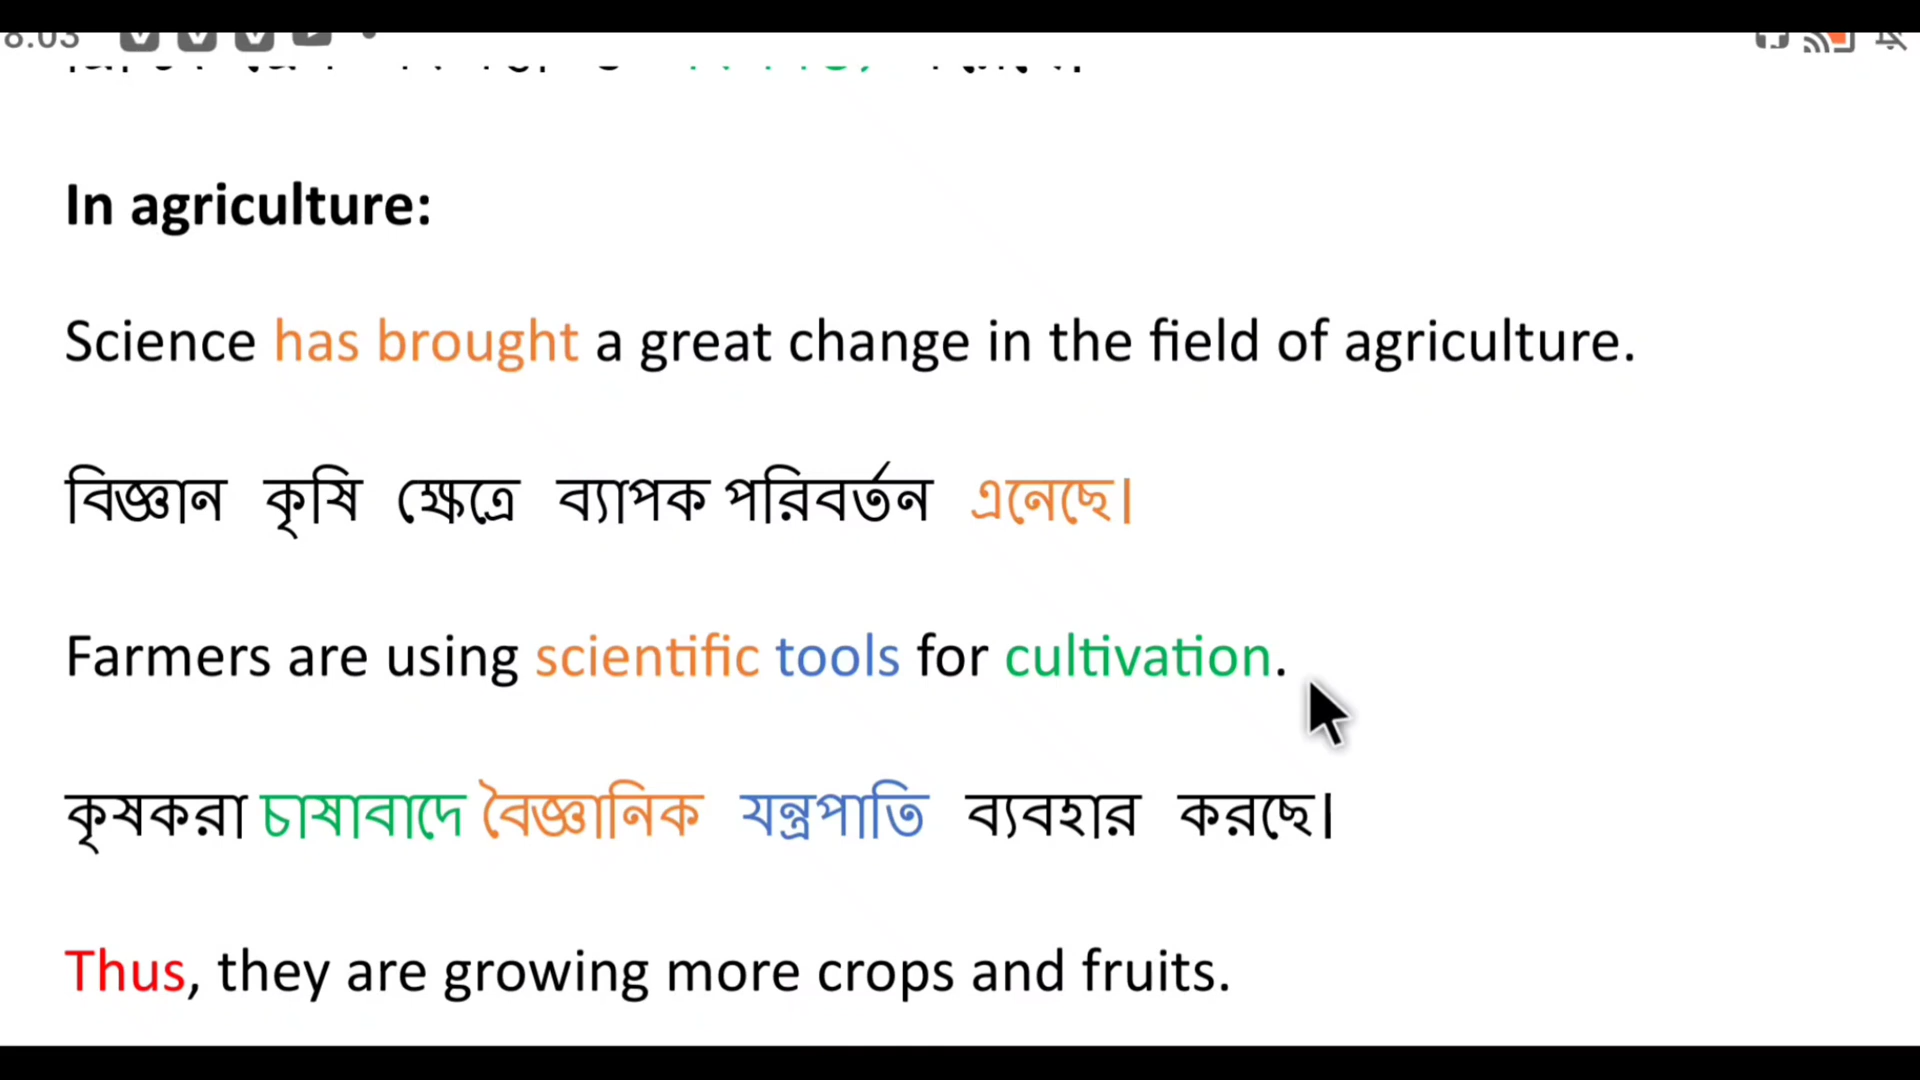 In agriculture:
Science has brought a great change in the field of agriculture.
বিজ্ঞান কৃষি ক্ষেত্রে ব্যাপক পরিবর্তন এনেছে।
Farmers are using scientific tools for cultivation.
কৃষকরা চাষাবাদে বৈজ্ঞানিক যন্ত্রপাতি ব্যবহার করছে।
Thus, they are growing more crops and fruits.